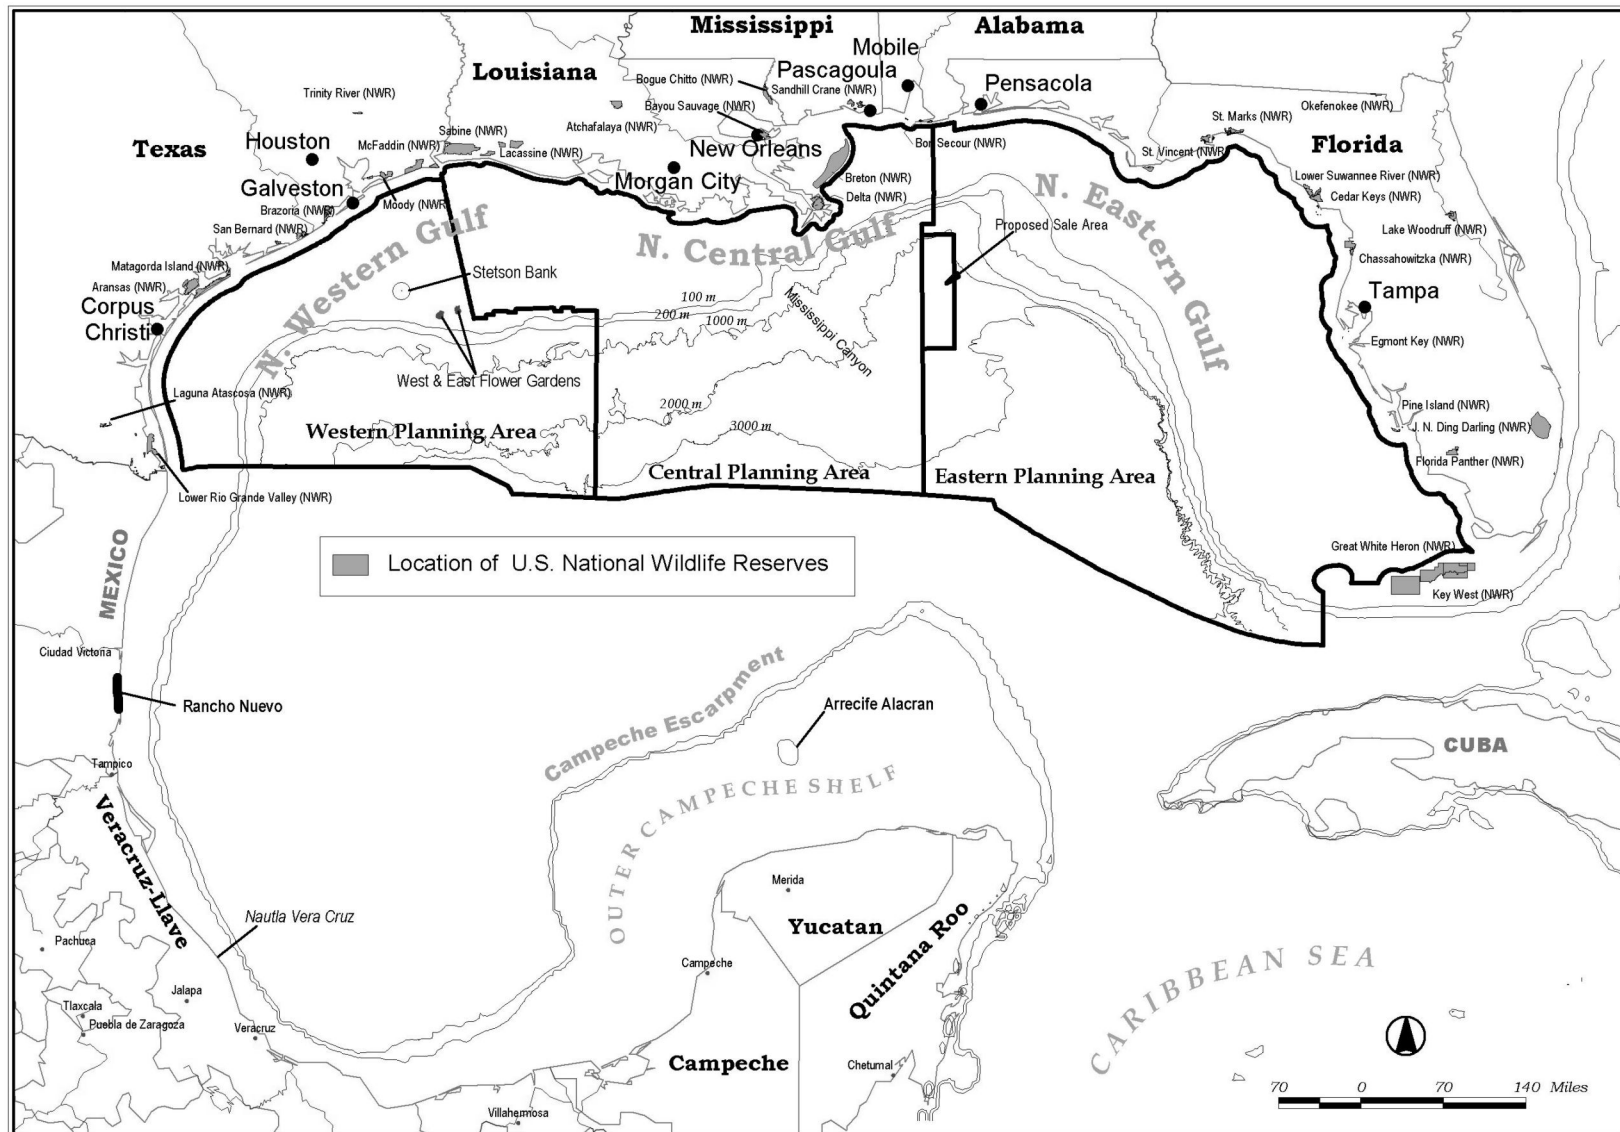 Mississippi
Alabama
Mobile
Louisiana
Pascagoula
Bogue Chitto (NWR)
Pensacola
Trinity River (NWR)
Sandhill Crane (NWR)
Bayou Sauvage (NWR)
Okefenokee (NWR)
St. Marks (NWR)
Atchafalaya (NWR)
Sabine (NWR)
Houston
McFaddin (NWR)
Texas
Lacassine (NWR)
New Orleans
Bon Secour (NWR)
Florida
St. Vincent (NWR)
Galveston
Morgan City
Breton (NWR)
Lower Suwannee River (NWR)
Delta (NWR)
Cedar Keys (NWR)
Brazoria (NWR)
Moody (NWR)
San Bernard (NWR)
N. Western Gulf
N. Central Gulf
N. Eastern Gulf
Proposed Sale Area
Lake Woodruff (NWR)
Chassahowitzka (NWR)
Matagorda Island (NWR)
Stetson Bank
Aransas (NWR)
Tampa
Corpus
Christi
100 m
200 m
1000 m
Mississippi Canyon
Egmont Key (NWR)
West & East Flower Gardens
Laguna Atascosa (NWR)
2000 m
Pine Island (NWR)
3000 m
J. N. Ding Darling (NWR)
Western Planning Area
Florida Panther (NWR)
Central Planning Area
Eastern Planning Area
Lower Rio Grande Valley (NWR)
Great White Heron (NWR)
MEXICO
Location of U.S. National Wildlife Reserves
Key West (NWR)
Ciudad Victoria
Rancho Nuevo
Campeche Escarpment
Arrecife Alacran
CUBA
Tampico
OUTER CAMPECHE SHELF
Veracruz-Llave
Merida
Nautla Vera Cruz
Yucatan
Quintana Roo
Pachuca
Campeche
CARIBBEAN SEA
Jalapa
Tlaxcala
Puebla de Zaragoza
Veracruz
Campeche
Chetumal
70 0 70 140 Miles
Villahermosa